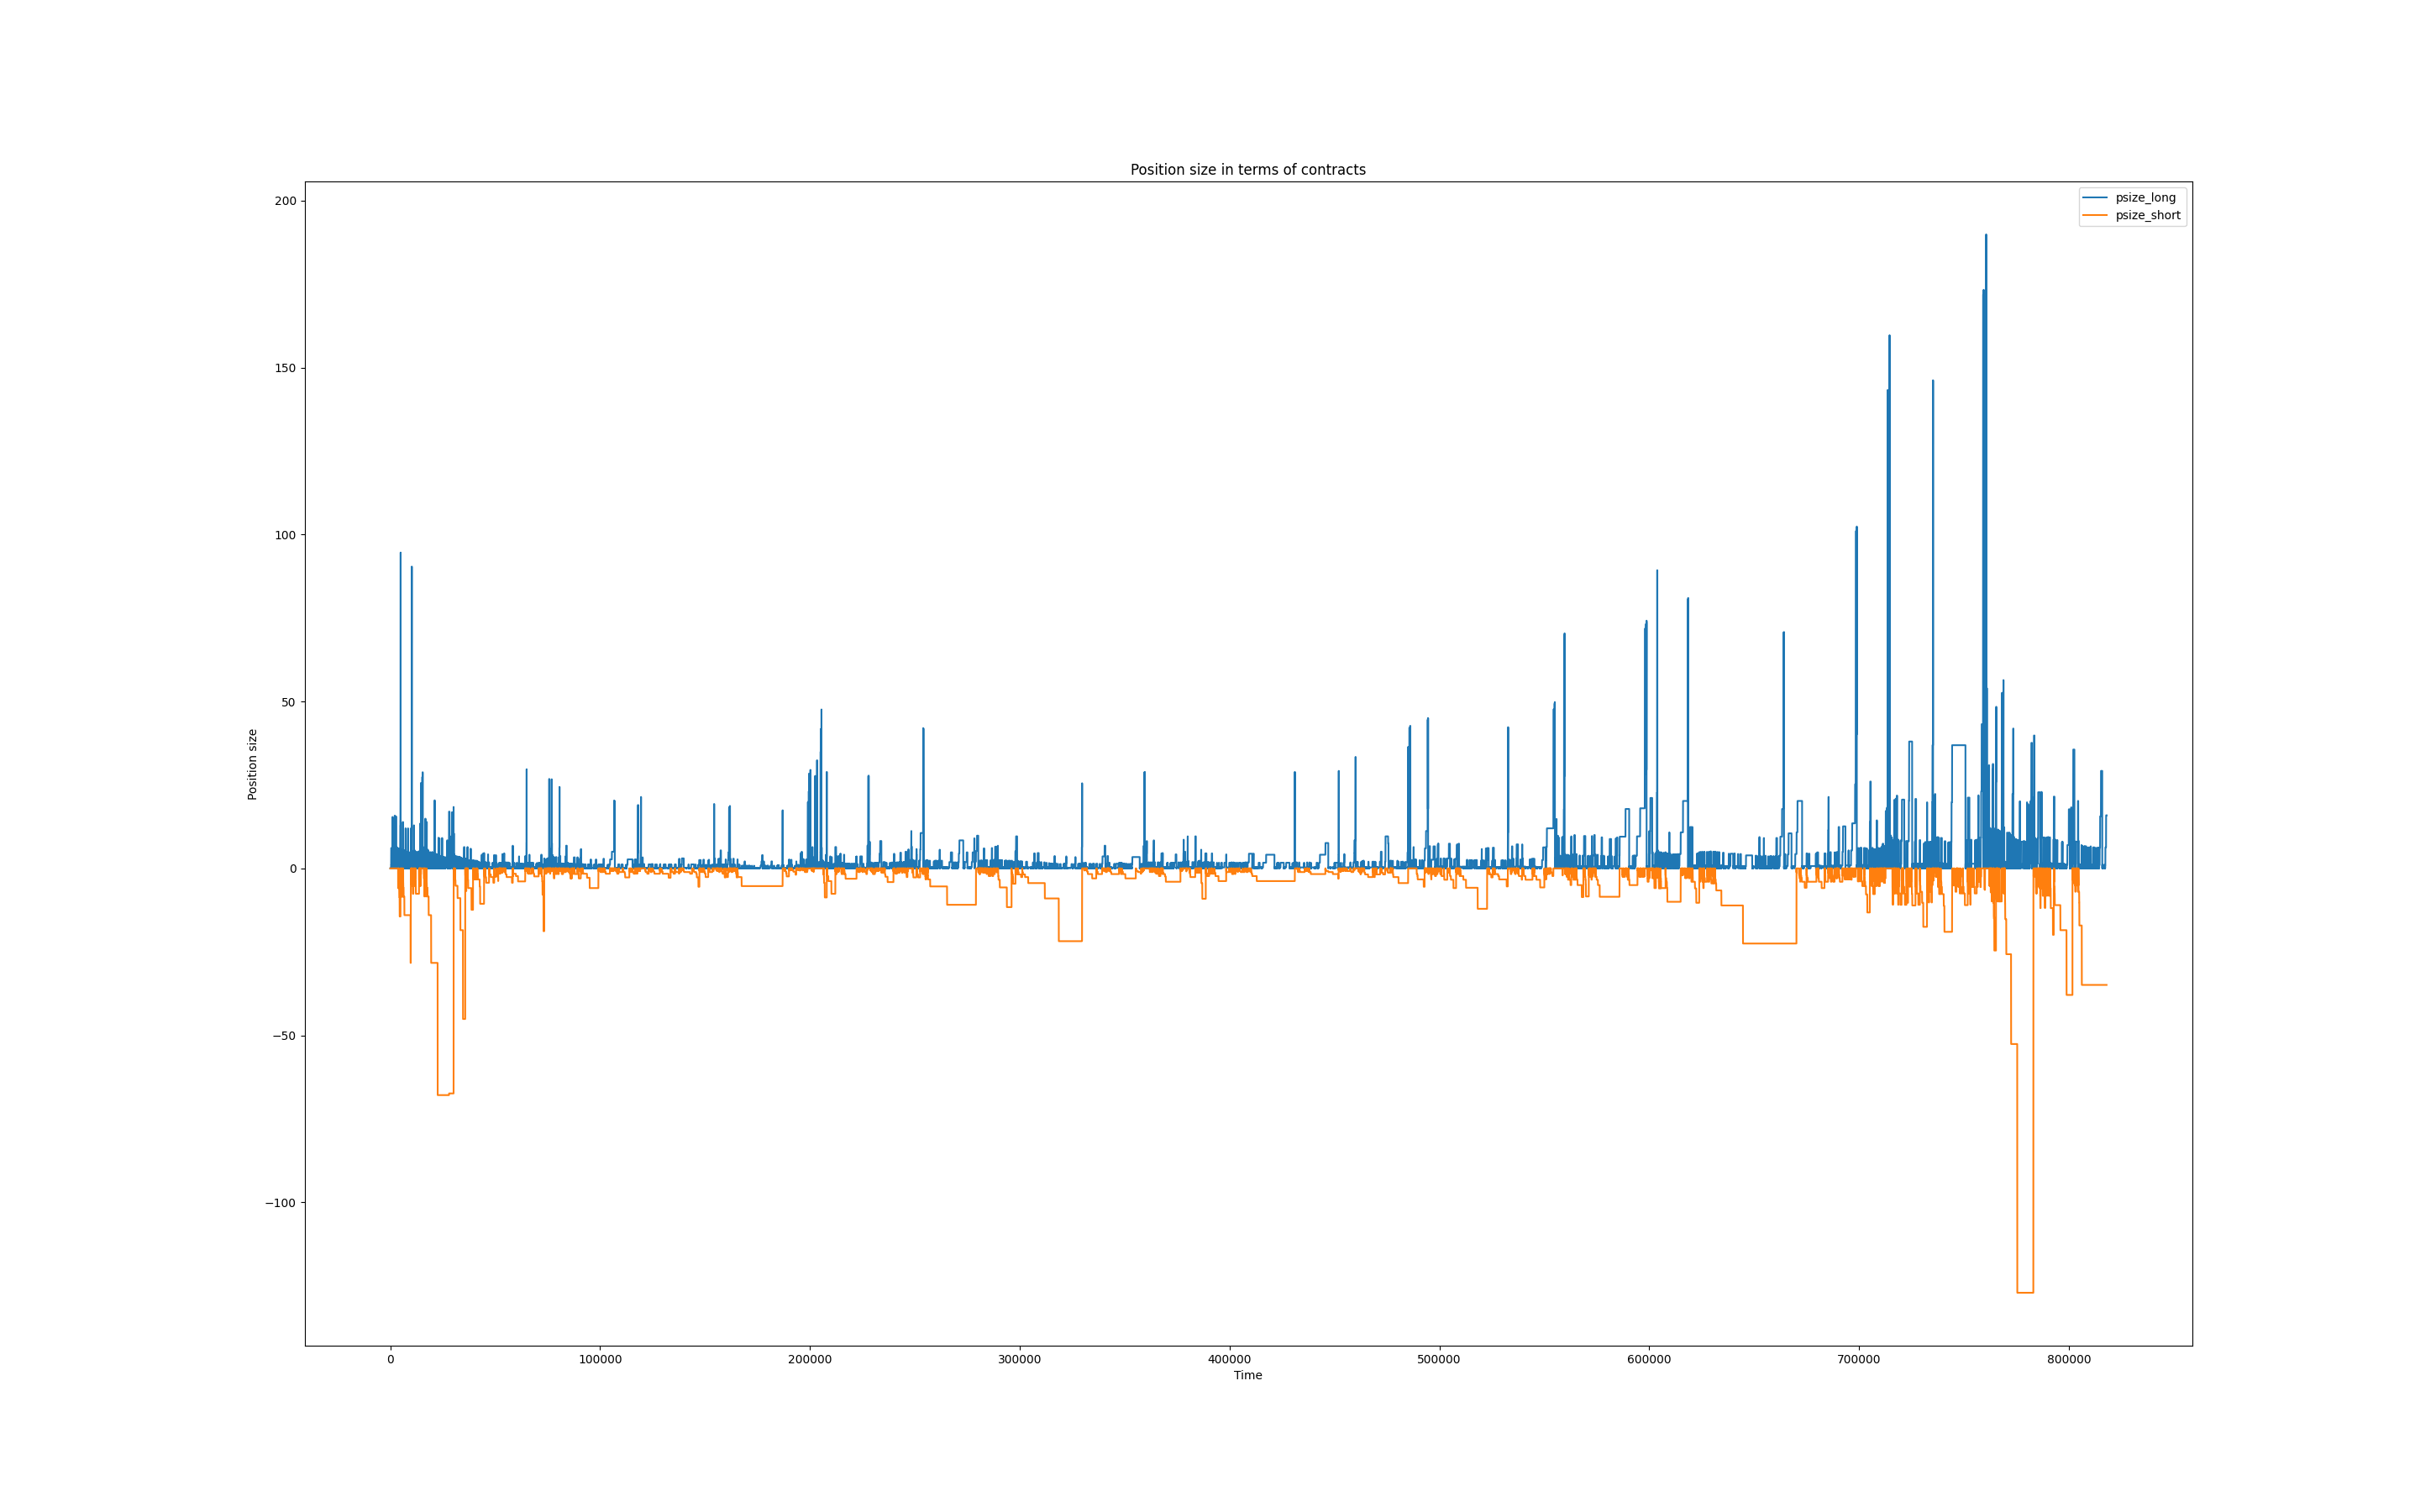 Position size in terms of contracts
psize_long
psize_short
Position size
200
150
100
50
0
−50
−100
0 100000 200000 300000 400000 500000 600000 700000 800000
Time